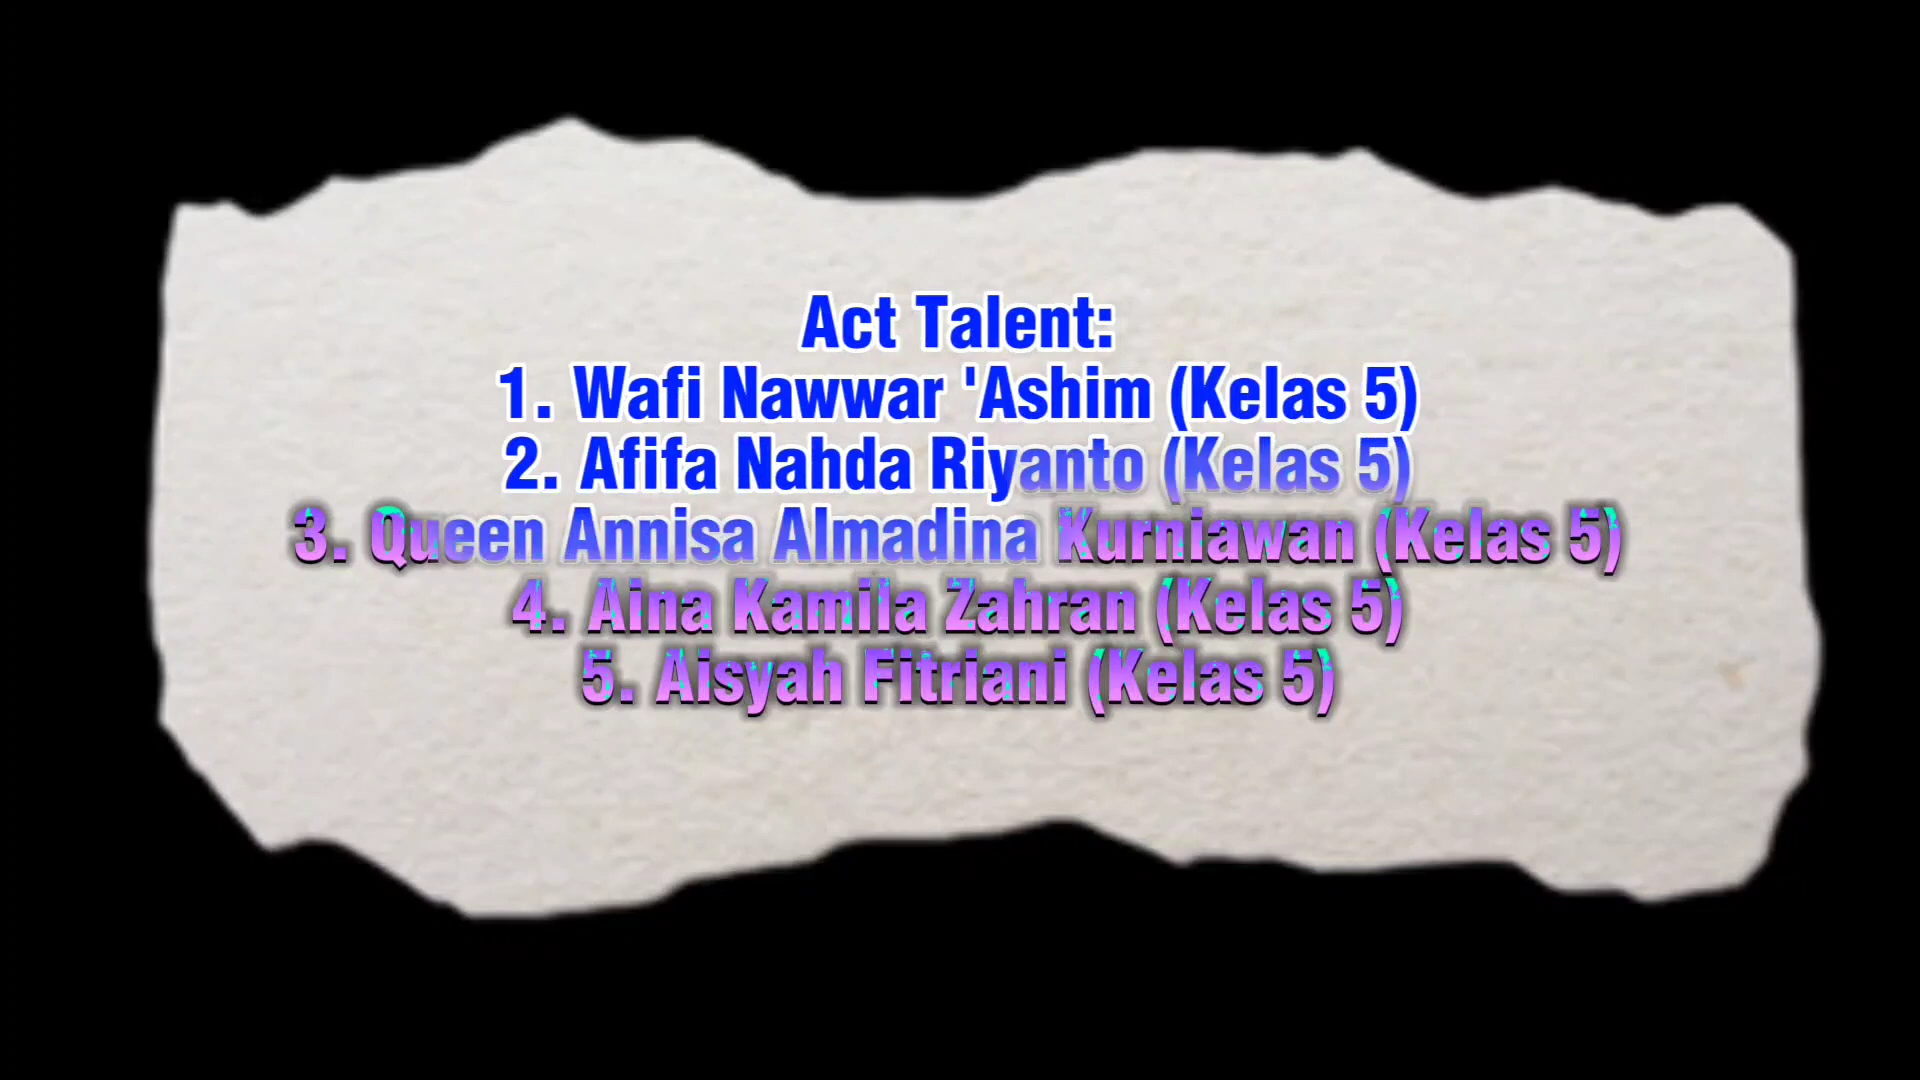 Act Talent:
1. Wafi Nawwar 'Ashim (Kelas 5)
2. Afifa Nahda Riyanto (Kelas 5)
3. Queen Annisa Almadina Kurniawan (Kelas 5)
4. Aina Kamila Zahran (Kelas 5)
5. Aisyah Fitriani (Kelas 5)